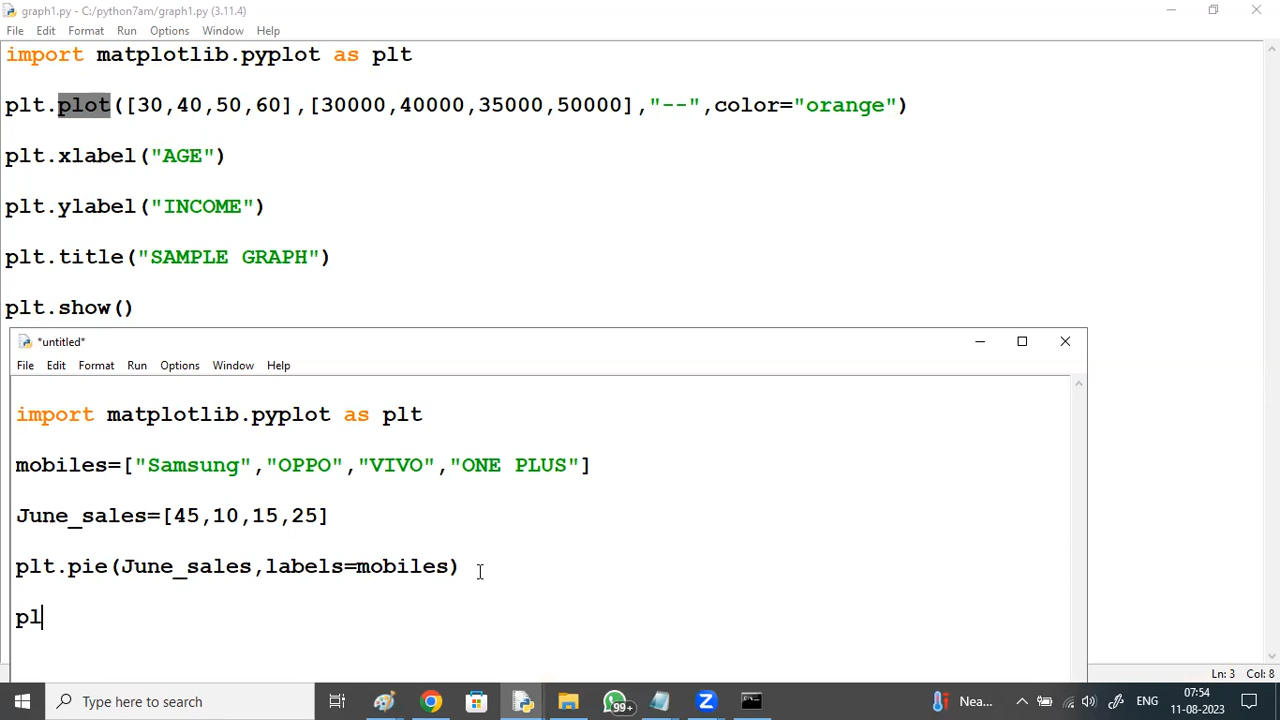 graph1.py - C:/python7am/graph1.py (3.11.4)
File Edit Format Run Options Window Help
import matplotlib.pyplot as plt
plt.plot([30,40,50,60],[30000,40000,35000,50000],"--",color="orange")
plt.xlabel("AGE")
plt.ylabel("INCOME")
plt.title("SAMPLE GRAPH")
plt.show()
*untitled*
File Edit Format Run Options Window Help
import matplotlib.pyplot as plt
mobiles=["Samsung","OPPO","VIVO","ONE PLUS"]
June_sales=[45,10,15,25]
plt.pie(June_sales,labels=mobiles)
pl
Ln: 3 Col: 8
Type here to search
99+
Nea...
ENG
07:54
11-08-2023